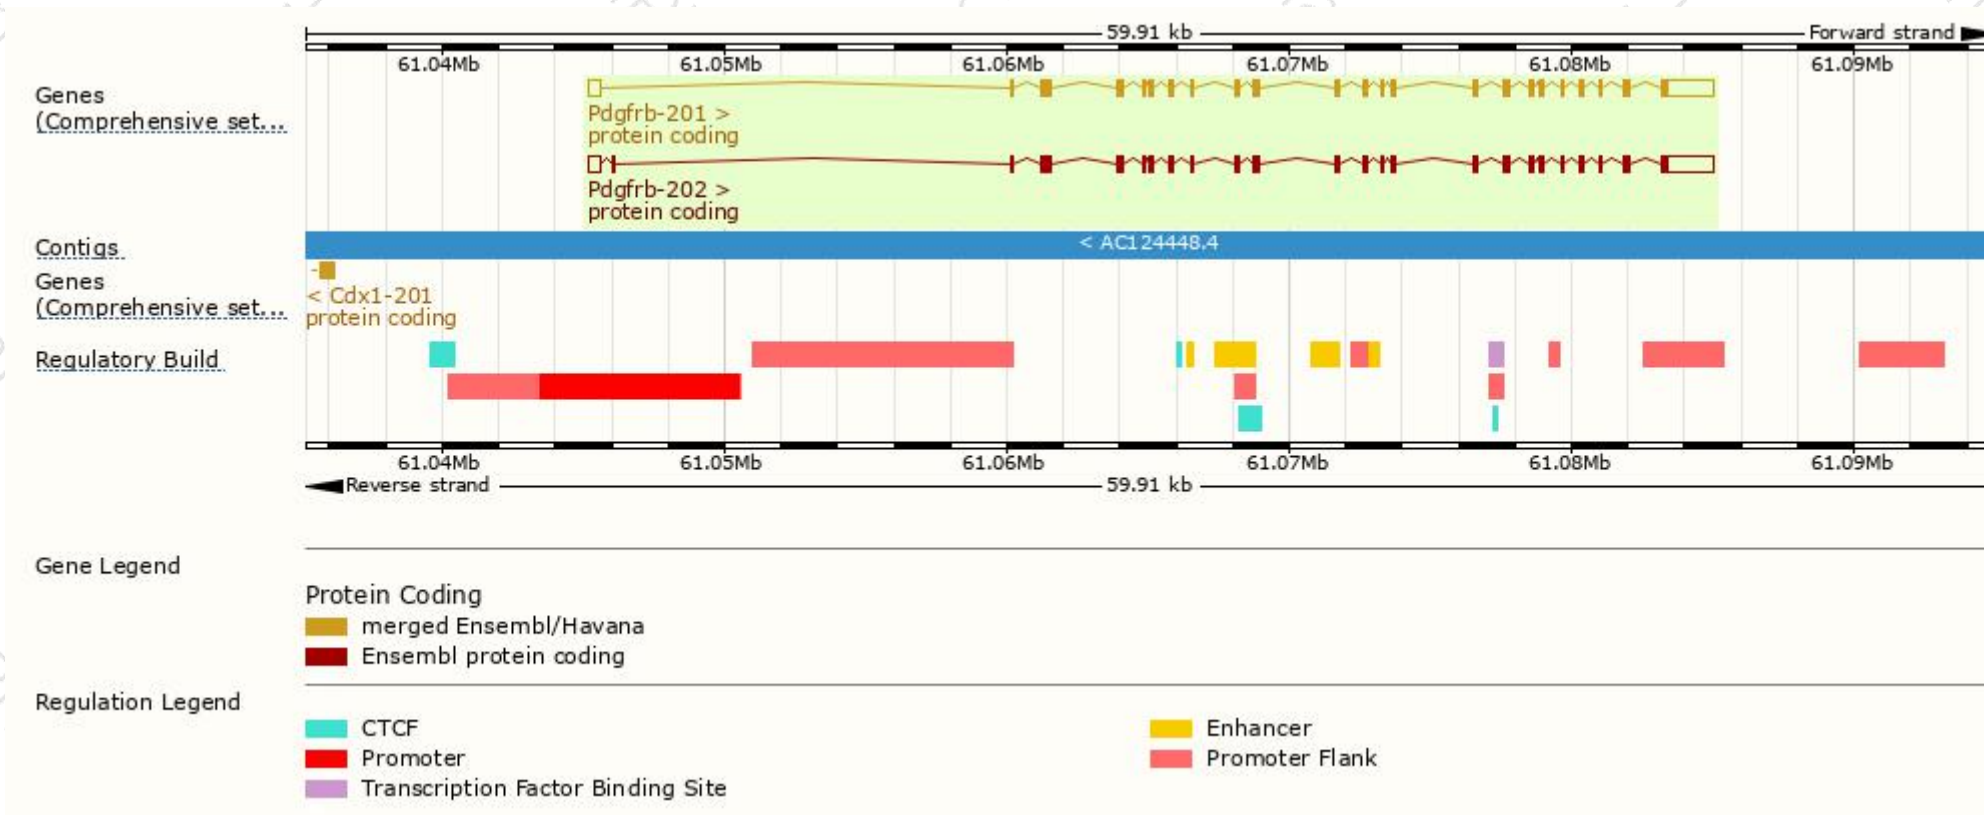 59.91 kb
Forward strand
61.04Mb 61.05Mb 61.06Mb 61.07Mb 61.08Mb 61.09Mb
Genes
(Comprehensive set...
Pdgfrb-201 >
protein coding
Pdgfrb-202 >
protein coding
Contigs
< AC124448.4
Genes
(Comprehensive set...
< Cdx1-201
protein coding
Regulatory Build
61.04Mb 61.05Mb 61.06Mb 61.07Mb 61.08Mb 61.09Mb
Reverse strand
59.91 kb
Gene Legend
Protein Coding
merged Ensembl/Havana
Ensembl protein coding
Regulation Legend
CTCF
Enhancer
Promoter
Promoter Flank
Transcription Factor Binding Site